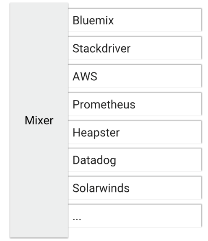 Mixer
Bluemix
Stackdriver
AWS
Prometheus
Heapster
Datadog
Solarwinds
...